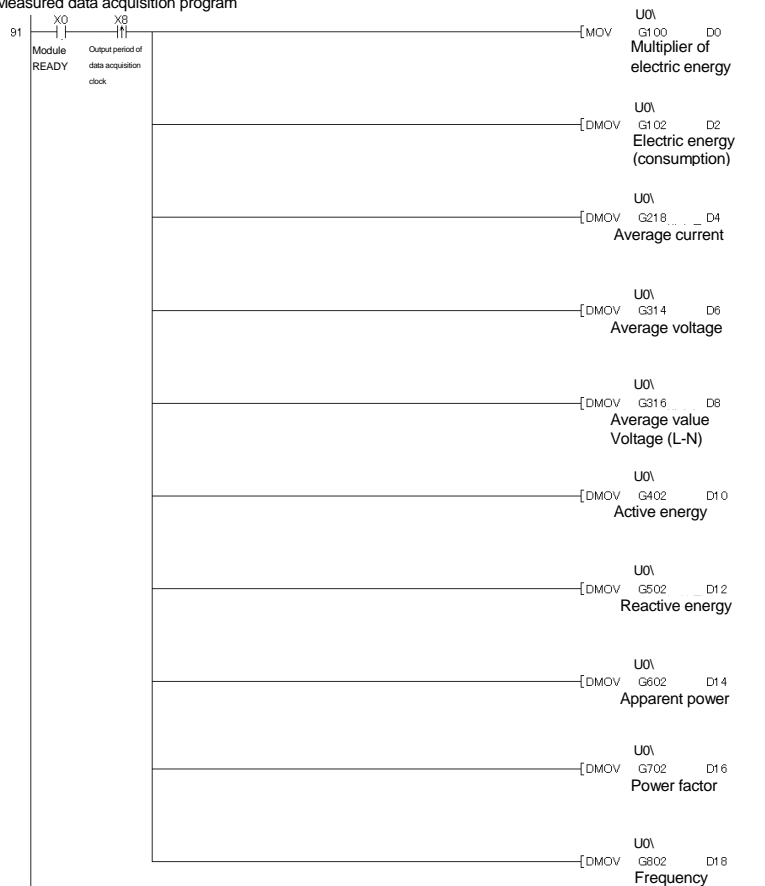 Measured data acquisition program
X0 X8 U0\
91 [MOV G100 D0
Module Output period of Multiplier of
READY data acquisition electric energy
clock
U0\
[DMOV G102 D2
Electric energy
(consumption)
U0\
[DMOV G218 D4
Average current
U0\
[DMOV G314 D6
Average voltage
U0\
[DMOV G316 D8
Average value
Voltage (L-N)
U0\
[DMOV G402 D10
Active energy
U0\
[DMOV G502 D12
Reactive energy
U0\
[DMOV G602 D14
Apparent power
U0\
[DMOV G702 D16
Power factor
U0\
[DMOV G802 D18
Frequency